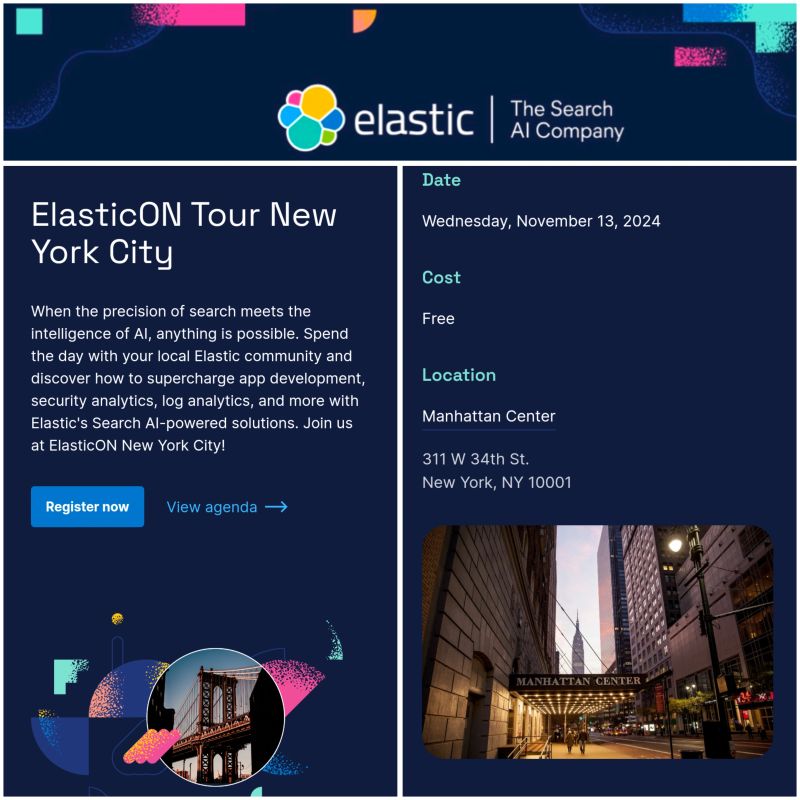 elastic
The Search
AI Company
ElasticON Tour New
York City
When the precision of search meets the
intelligence of AI, anything is possible. Spend
the day with your local Elastic community and
discover how to supercharge app development,
security analytics, log analytics, and more with
Elastic's Search AI-powered solutions. Join us
at ElasticON New York City!
Register now
View agenda
Date
Wednesday, November 13, 2024
Cost
Free
Location
Manhattan Center
311 W 34th St.
New York, NY 10001
MANHATTAN CENTER